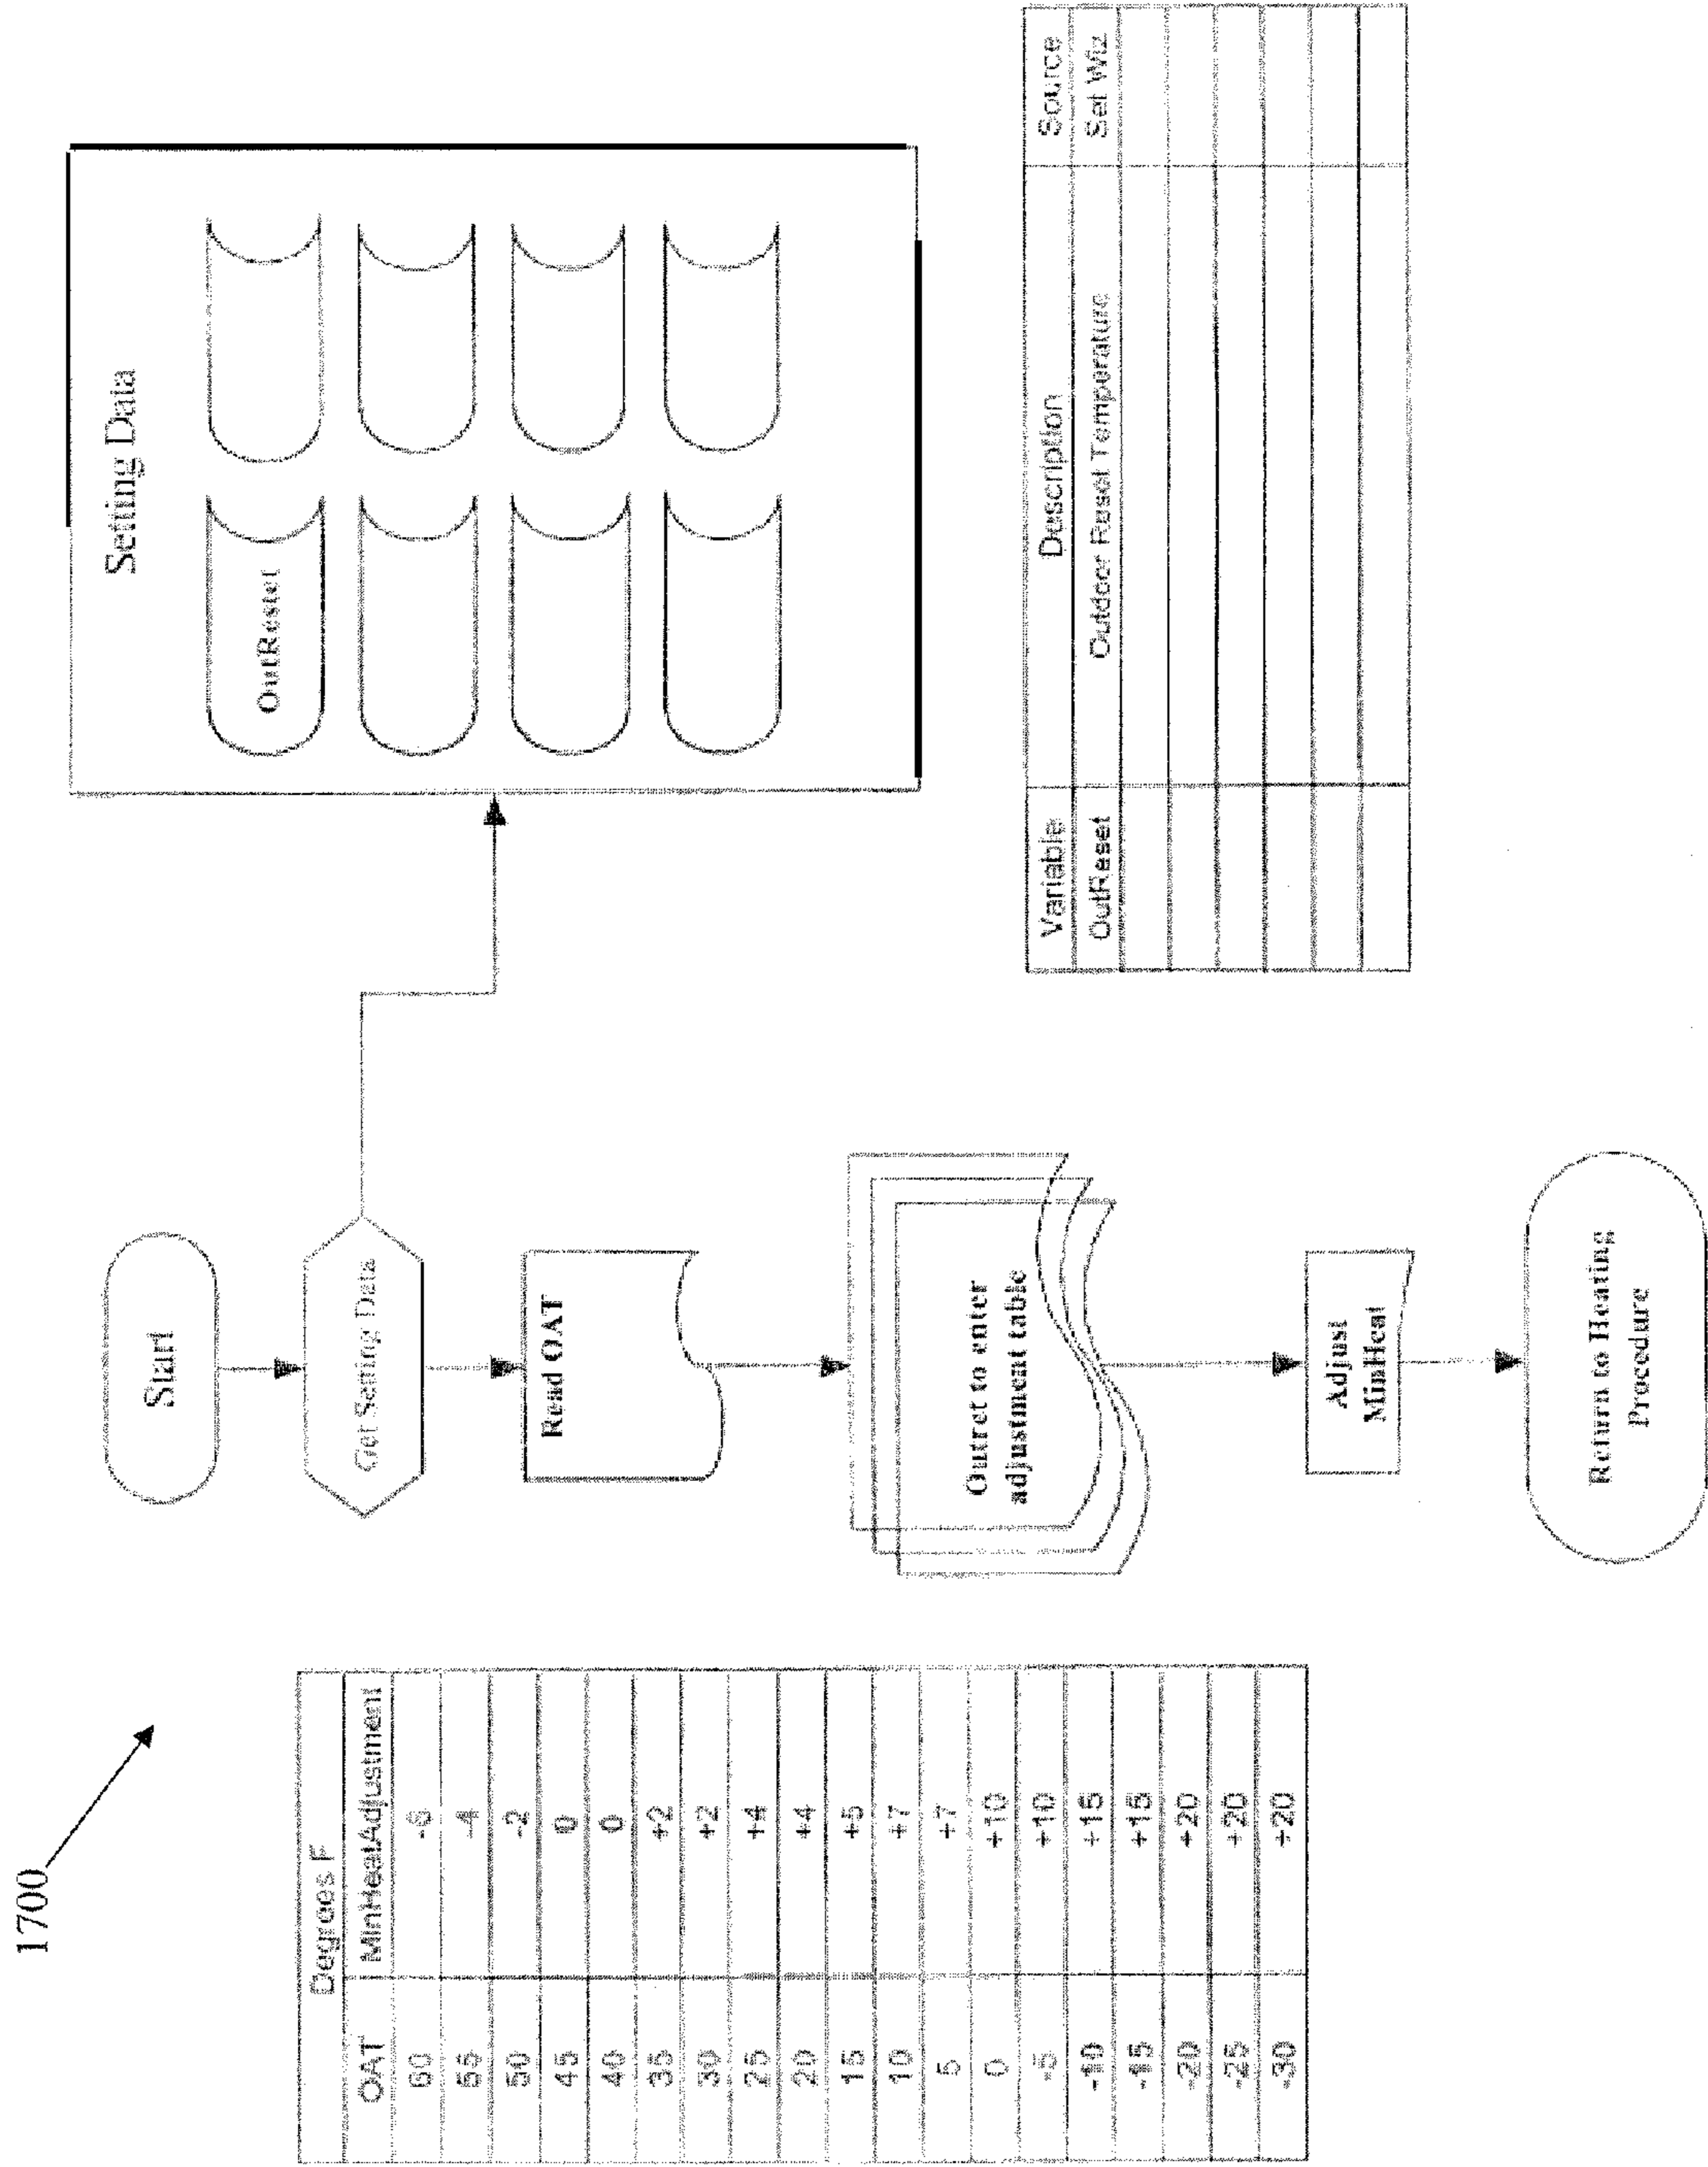 1700
Degrees F
OAT MinHeatAdjustment
60
55 -4
50 -2
45 0
40 0
35 +2
30 +2
25 +4
20 +4
15 +5
10 +7
5 +7
0 +10
-5 +10
-10 +15
-15 +15
-20 +20
-25 +20
-30 +20
Start
Get Setting Data
Read OAT
Outret to enter
adjustment table
Adjust
MinHeat
Return to Heating
Procedure
Setting Data
OutRestet
Variable Description Source
OutReset Outdoor Reset Temperature Set Wiz